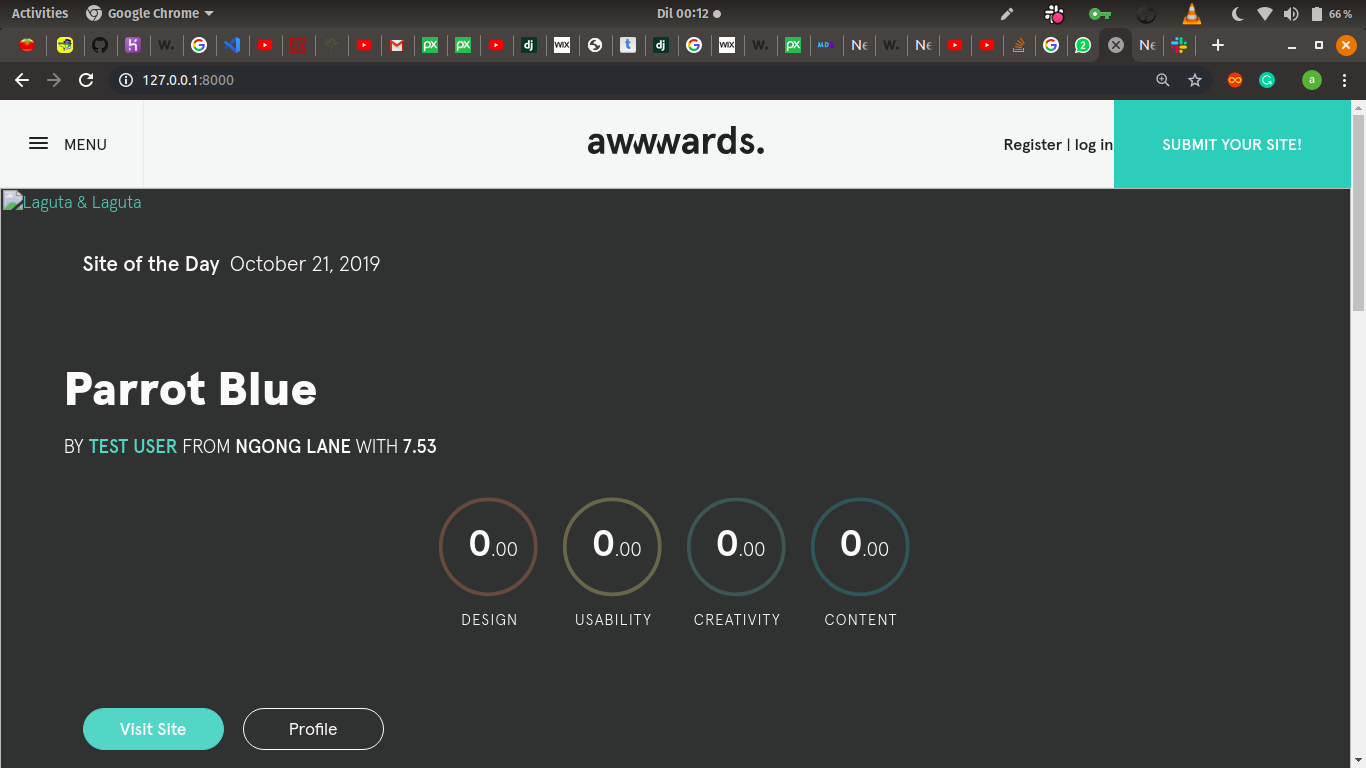 Activities Google Chrome Dil 00:12 66 %
W. PX PX dj WIX t dj WIX W. PX MD Ne W. Ne 2 Ne
127.0.0.1:8000 a
MENU awwwards. Register | log in SUBMIT YOUR SITE!
Laguta & Laguta
Site of the Day October 21, 2019
Parrot Blue
BY TEST USER FROM NGONG LANE WITH 7.53
0.00 0.00 0.00 0.00
DESIGN USABILITY CREATIVITY CONTENT
Visit Site Profile